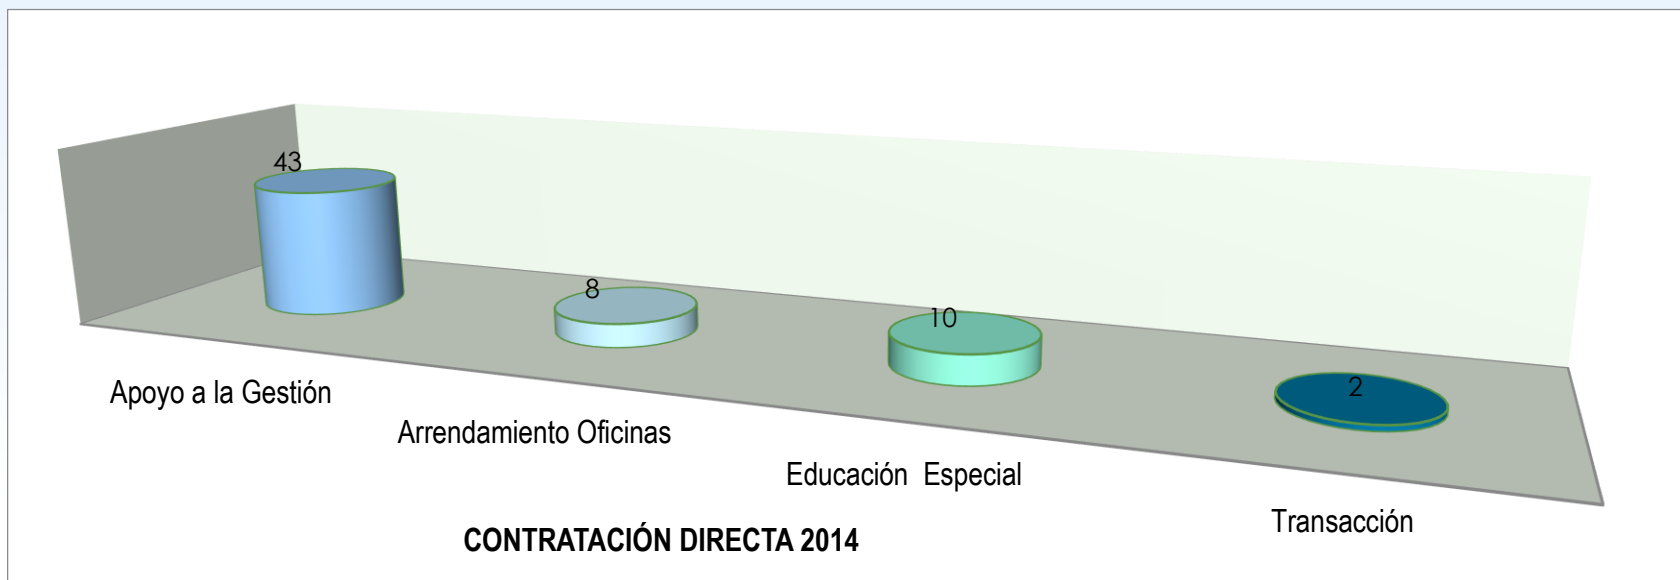 43
8
10
2
Apoyo a la Gestión
Arrendamiento Oficinas
Educación  Especial
Transacción
CONTRATACIÓN DIRECTA 2014